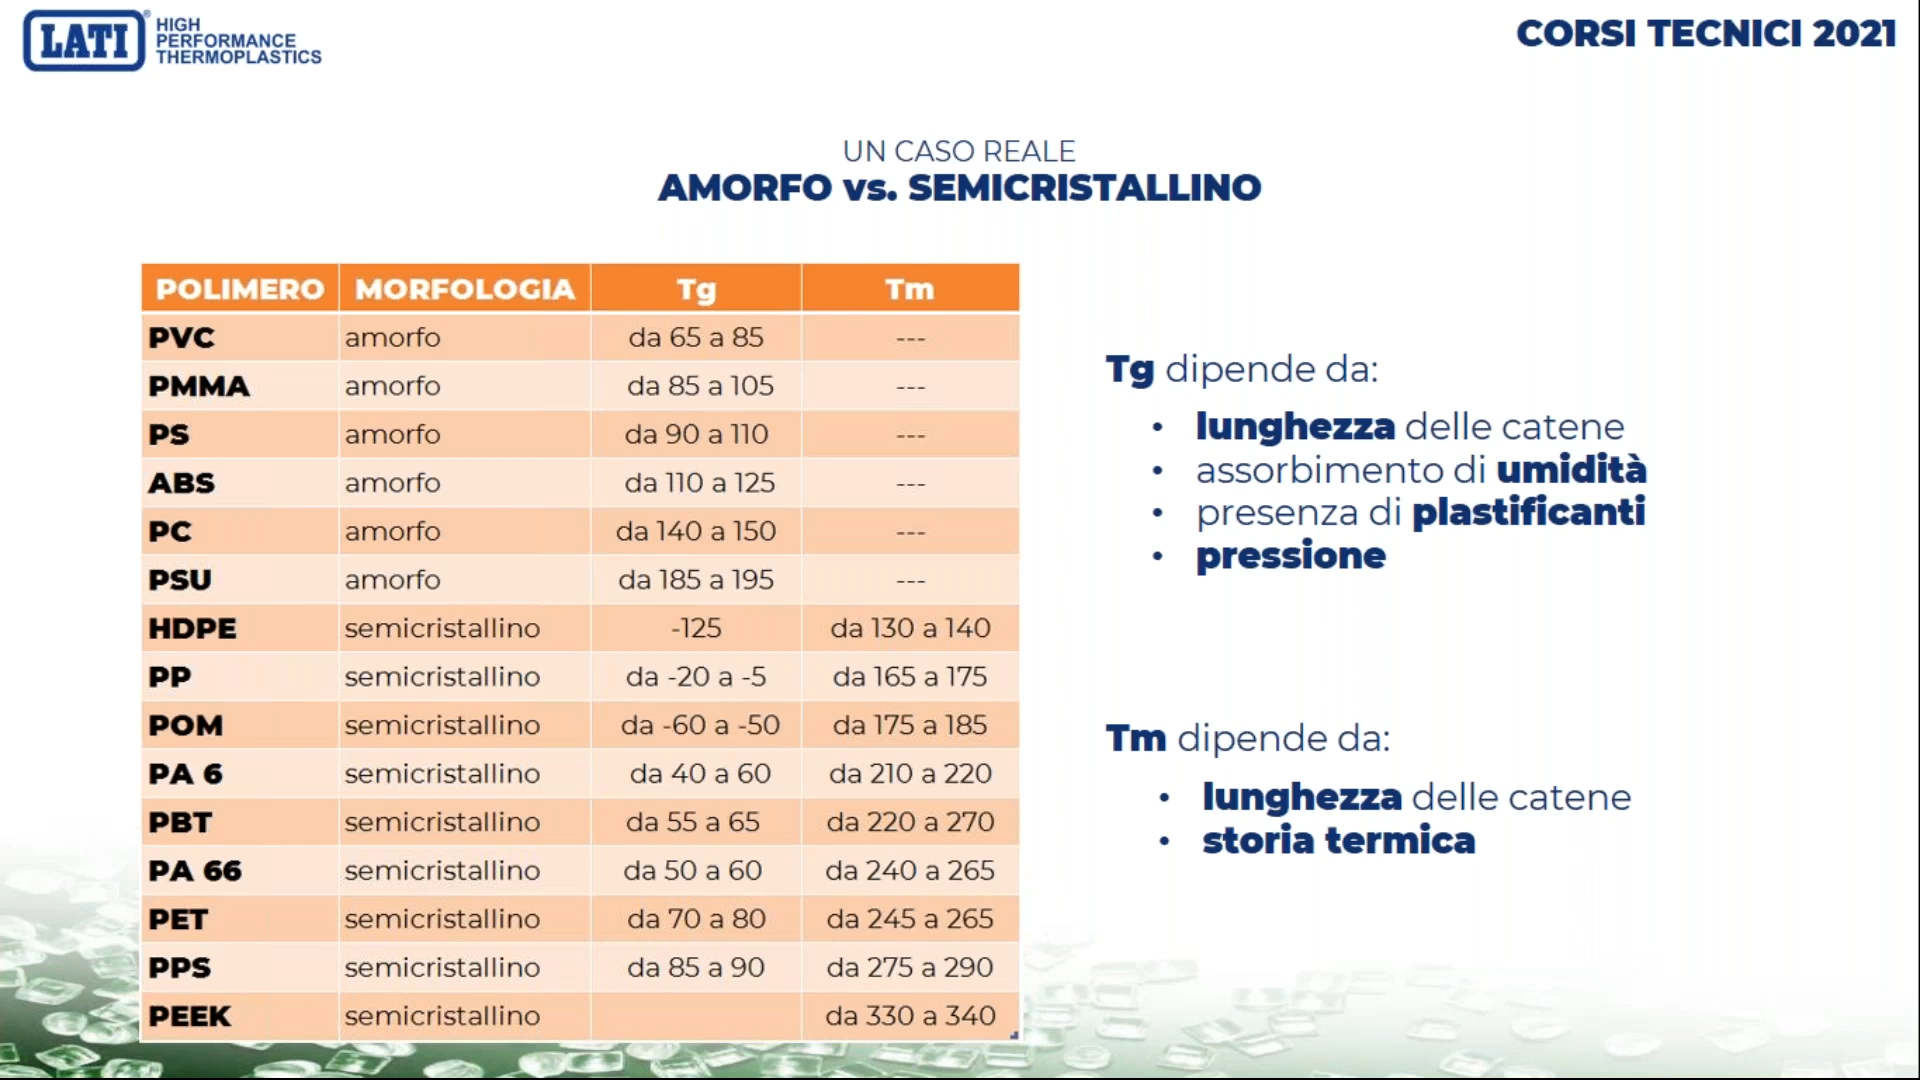 LATI® HIGH
PERFORMANCE
THERMOPLASTICS
CORSI TECNICI 2021
UN CASO REALE
AMORFO vs. SEMICRISTALLINO
POLIMERO MORFOLOGIA Tg Tm
PVC amorfo da 65 a 85 ---
PMMA amorfo da 85 a 105 ---
PS amorfo da 90 a 110 ---
ABS amorfo da 110 a 125 ---
PC amorfo da 140 a 150 ---
PSU amorfo da 185 a 195 ---
HDPE semicristallino -125 da 130 a 140
PP semicristallino da -20 a -5 da 165 a 175
POM semicristallino da -60 a -50 da 175 a 185
PA 6 semicristallino da 40 a 60 da 210 a 220
PBT semicristallino da 55 a 65 da 220 a 270
PA 66 semicristallino da 50 a 60 da 240 a 265
PET semicristallino da 70 a 80 da 245 a 265
PPS semicristallino da 85 a 90 da 275 a 290
PEEK semicristallino da 330 a 340
Tg dipende da:
• lunghezza delle catene
• assorbimento di umidità
• presenza di plastificanti
• pressione
Tm dipende da:
• lunghezza delle catene
• storia termica